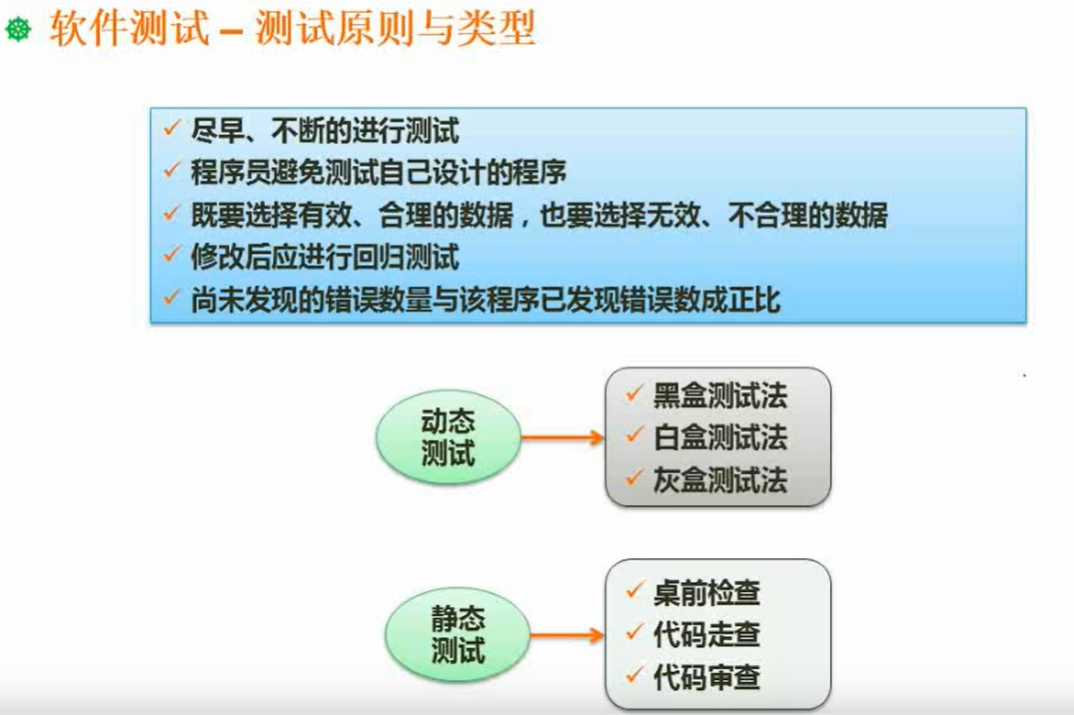 软件测试 – 测试原则与类型
尽早、不断的进行测试
程序员避免测试自己设计的程序
既要选择有效、合理的数据，也要选择无效、不合理的数据
修改后应进行回归测试
尚未发现的错误数量与该程序已发现错误数成正比
动态
测试
黑盒测试法
白盒测试法
灰盒测试法
静态
测试
桌前检查
代码走查
代码审查